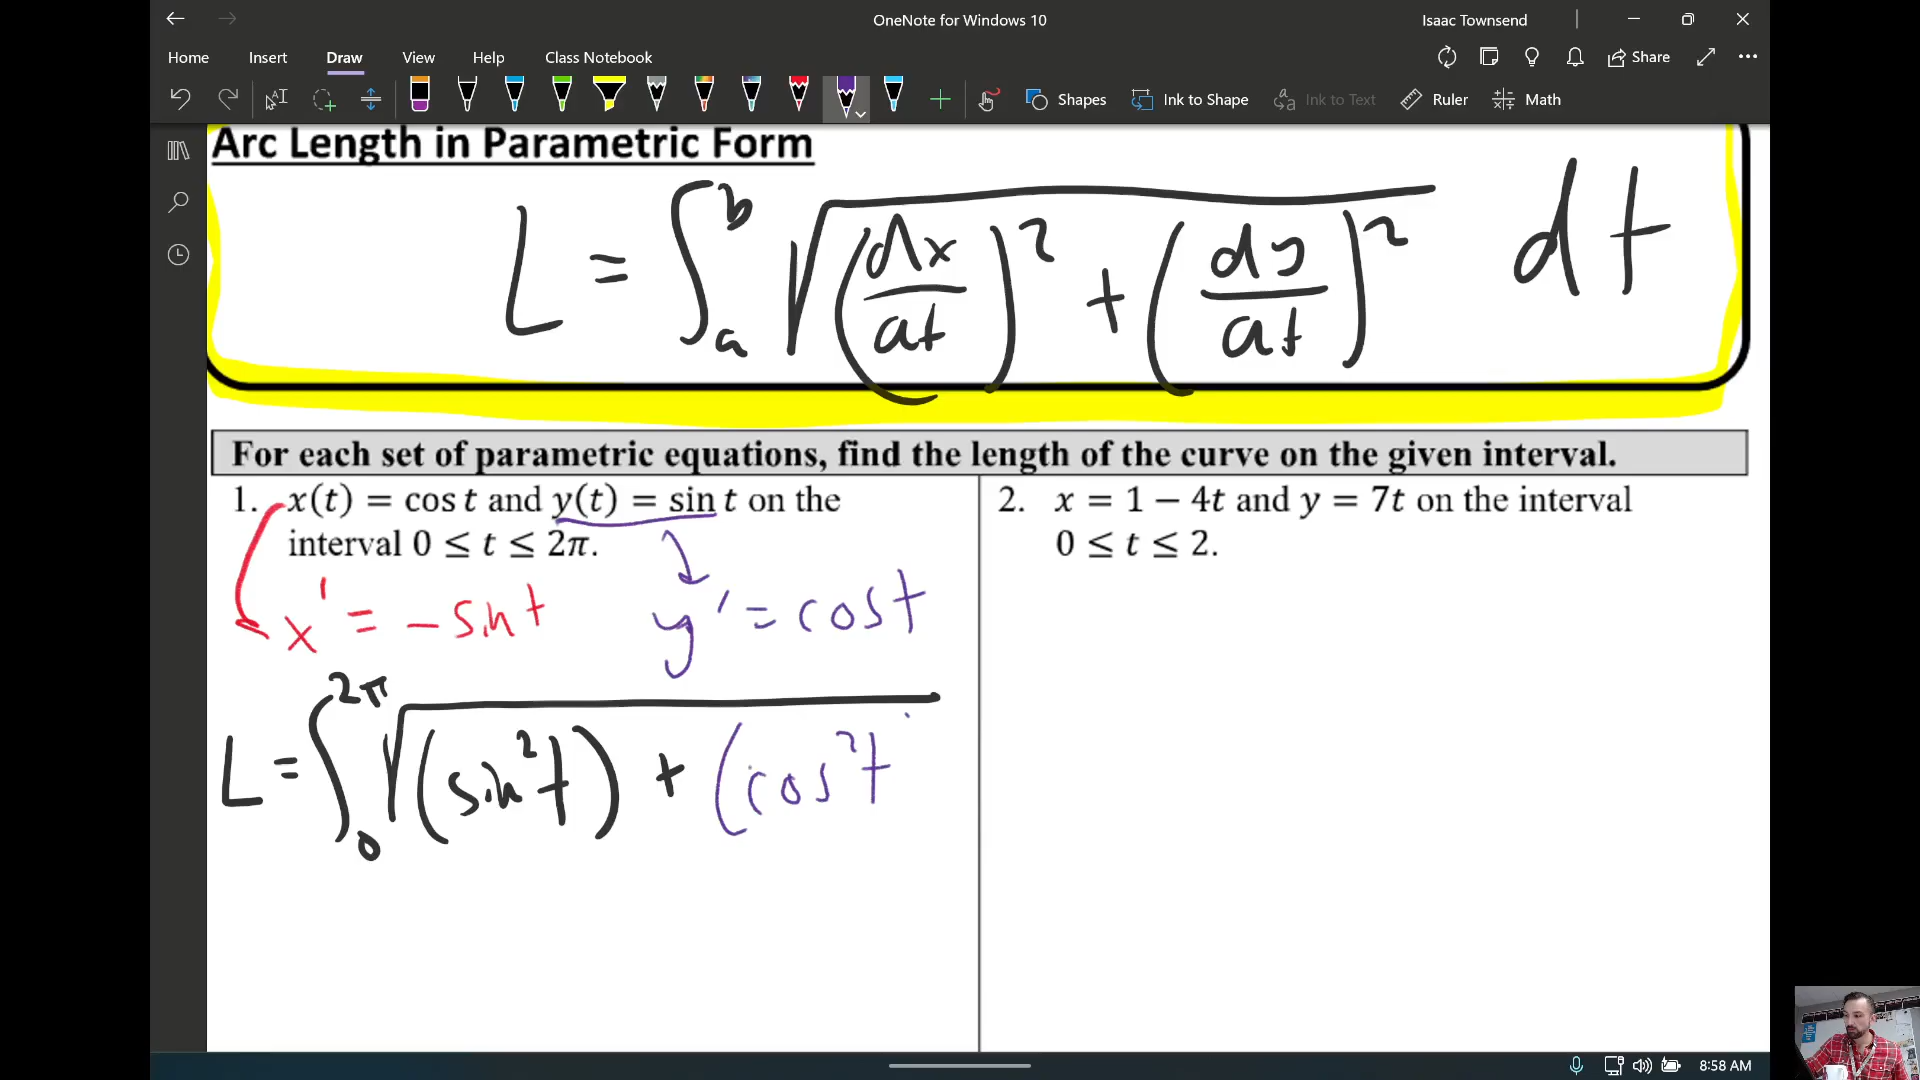 OneNote for Windows 10
Isaac Townsend
Home Insert Draw View Help Class Notebook
Share
Shapes Ink to Shape Ink to Text Ruler Math
Arc Length in Parametric Form
L = ∫_a^b √((dx/dt)² + (dy/dt)²) dt
For each set of parametric equations, find the length of the curve on the given interval.
1. x(t) = cos t and y(t) = sin t on the
interval 0 ≤ t ≤ 2π.
x' = -sin t
y' = cos t
L = ∫_0^2π √((sin²t) + (cos²t
2. x = 1 − 4t and y = 7t on the interval
0 ≤ t ≤ 2.
8:58 AM